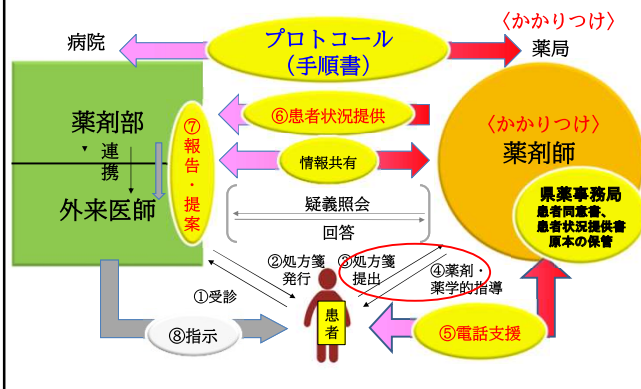 〈かかりつけ〉
病院
プロトコール
(手順書)
薬局
⑥患者状況提供
薬剤部
連携
外来医師
⑦報告・提案
情報共有
〈かかりつけ〉
薬剤師
県薬事務局
患者同意書、
患者状況提供書
原本の保管
疑義照会
回答
②処方箋
発行
③処方箋
提出
④薬剤・
薬学的指導
①受診
患者
⑧指示
⑤電話支援